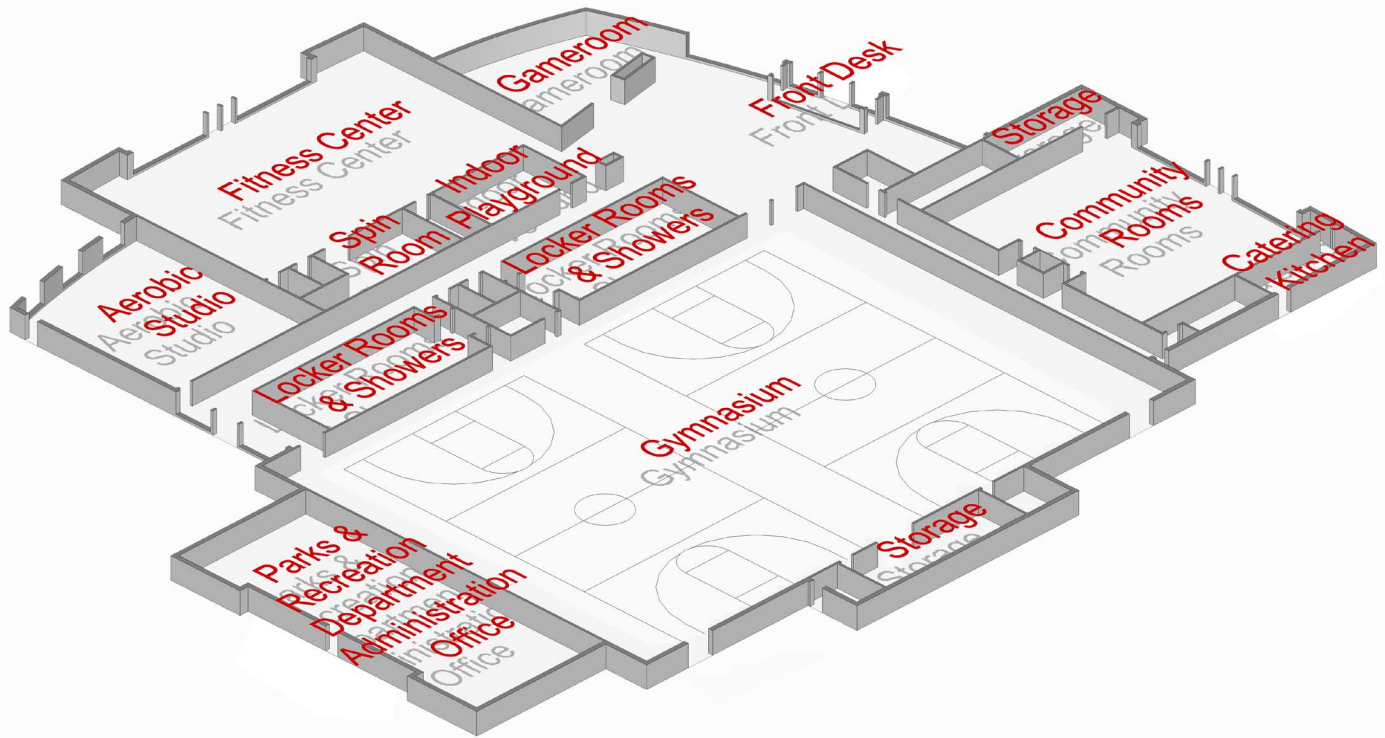 Gameroom
Front Desk
Storage
Fitness Center
Indoor
Playground
Community
Rooms
Spin
Room
Locker Rooms
& Showers
Catering
Kitchen
Aerobic
Studio
Locker Rooms
& Showers
Gymnasium
Storage
Parks &
Recreation
Department
Administration
Office